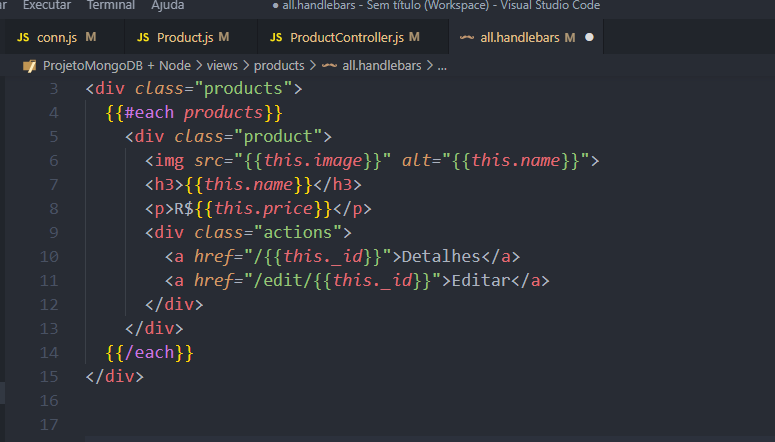 Executar Terminal Ajuda ● all.handlebars - Sem título (Workspace) - Visual Studio Code
JS conn.js M JS Product.js M JS ProductController.js M all.handlebars M ●
ProjetoMongoDB + Node > views > products > all.handlebars > ...
3 <div class="products">
4 {{#each products}}
5 <div class="product">
6 <img src="{{this.image}}" alt="{{this.name}}">
7 <h3>{{this.name}}</h3>
8 <p>R${{this.price}}</p>
9 <div class="actions">
10 <a href="/{{this._id}}">Detalhes</a>
11 <a href="/edit/{{this._id}}">Editar</a>
12 </div>
13 </div>
14 {{/each}}
15 </div>
16
17